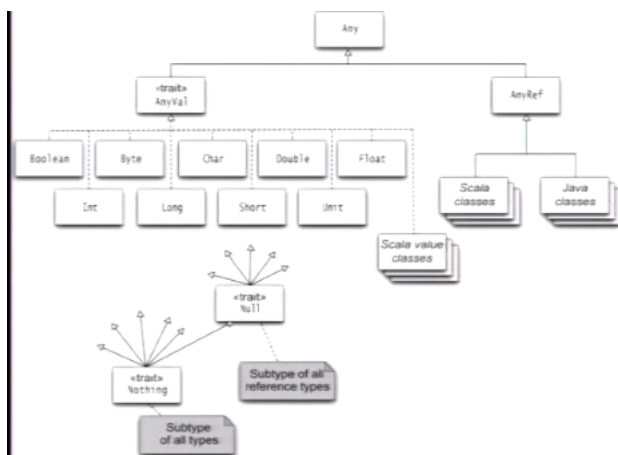 Any
«trait»
AnyVal
AnyRef
Boolean
Byte
Char
Double
Float
Int
Long
Short
Unit
Scala
classes
Java
classes
Scala value
classes
«trait»
Null
Subtype of all
reference types
«trait»
Nothing
Subtype
of all types